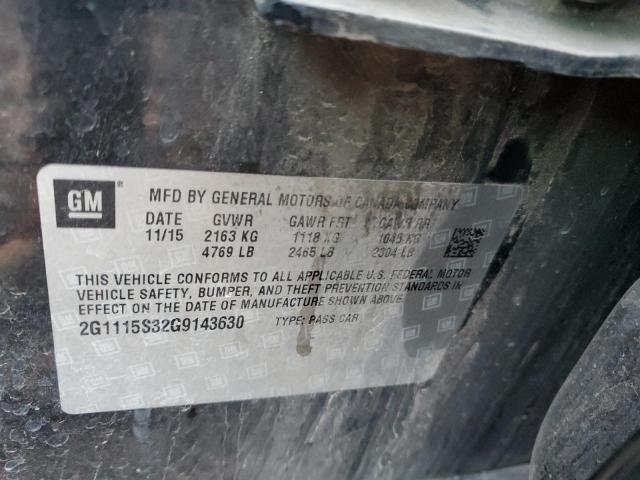 GM ®
MFD BY GENERAL MOTORS OF CANADA COMPANY
DATE GVWR GAWR FRT GAWR RR
11/15 2163 KG 1118 KG 1045 KG
4769 LB 2465 LB 2304 LB
THIS VEHICLE CONFORMS TO ALL APPLICABLE U.S. FEDERAL MOTOR
VEHICLE SAFETY, BUMPER, AND THEFT PREVENTION STANDARDS IN
EFFECT ON THE DATE OF MANUFACTURE SHOWN ABOVE.
2G1115S32G9143630 TYPE: PASS CAR